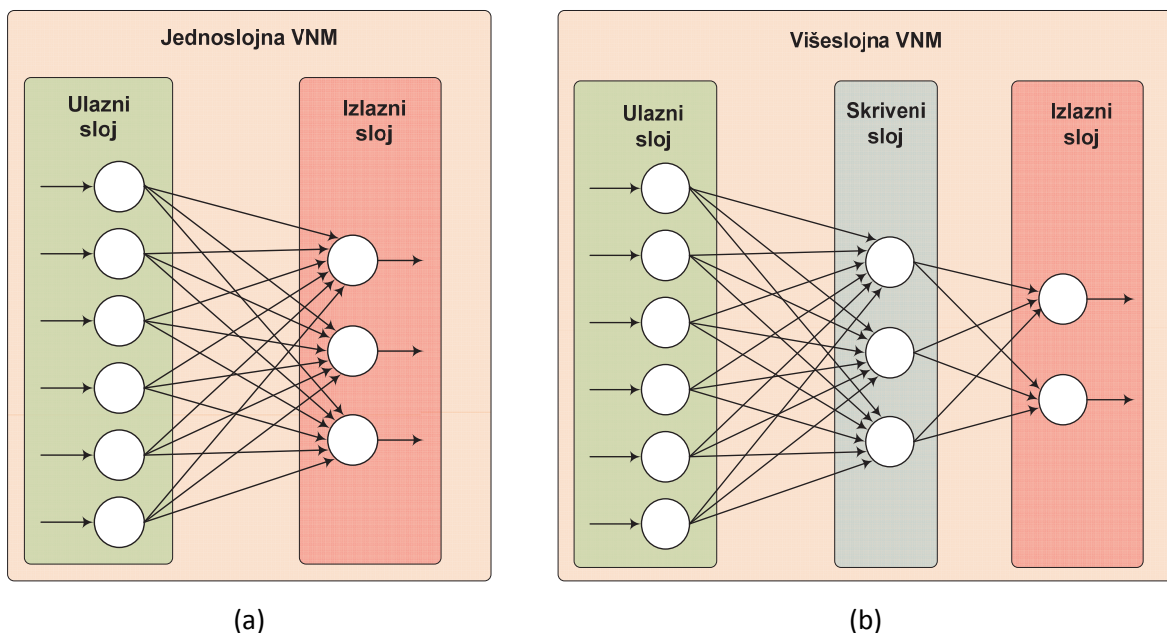 Jednoslojna VNM
Ulazni
sloj
Izlazni
sloj
(a)
Višeslojna VNM
Ulazni
sloj
Skriveni
sloj
Izlazni
sloj
(b)